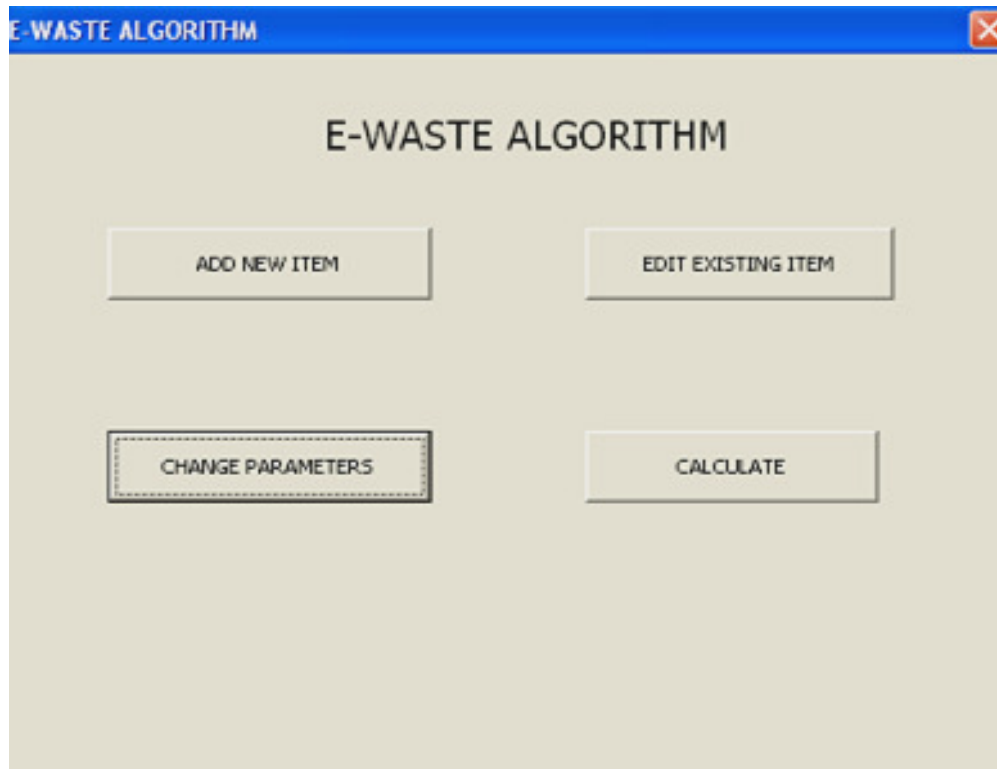 E-WASTE ALGORITHM
E-WASTE ALGORITHM
ADD NEW ITEM
EDIT EXISTING ITEM
CHANGE PARAMETERS
CALCULATE